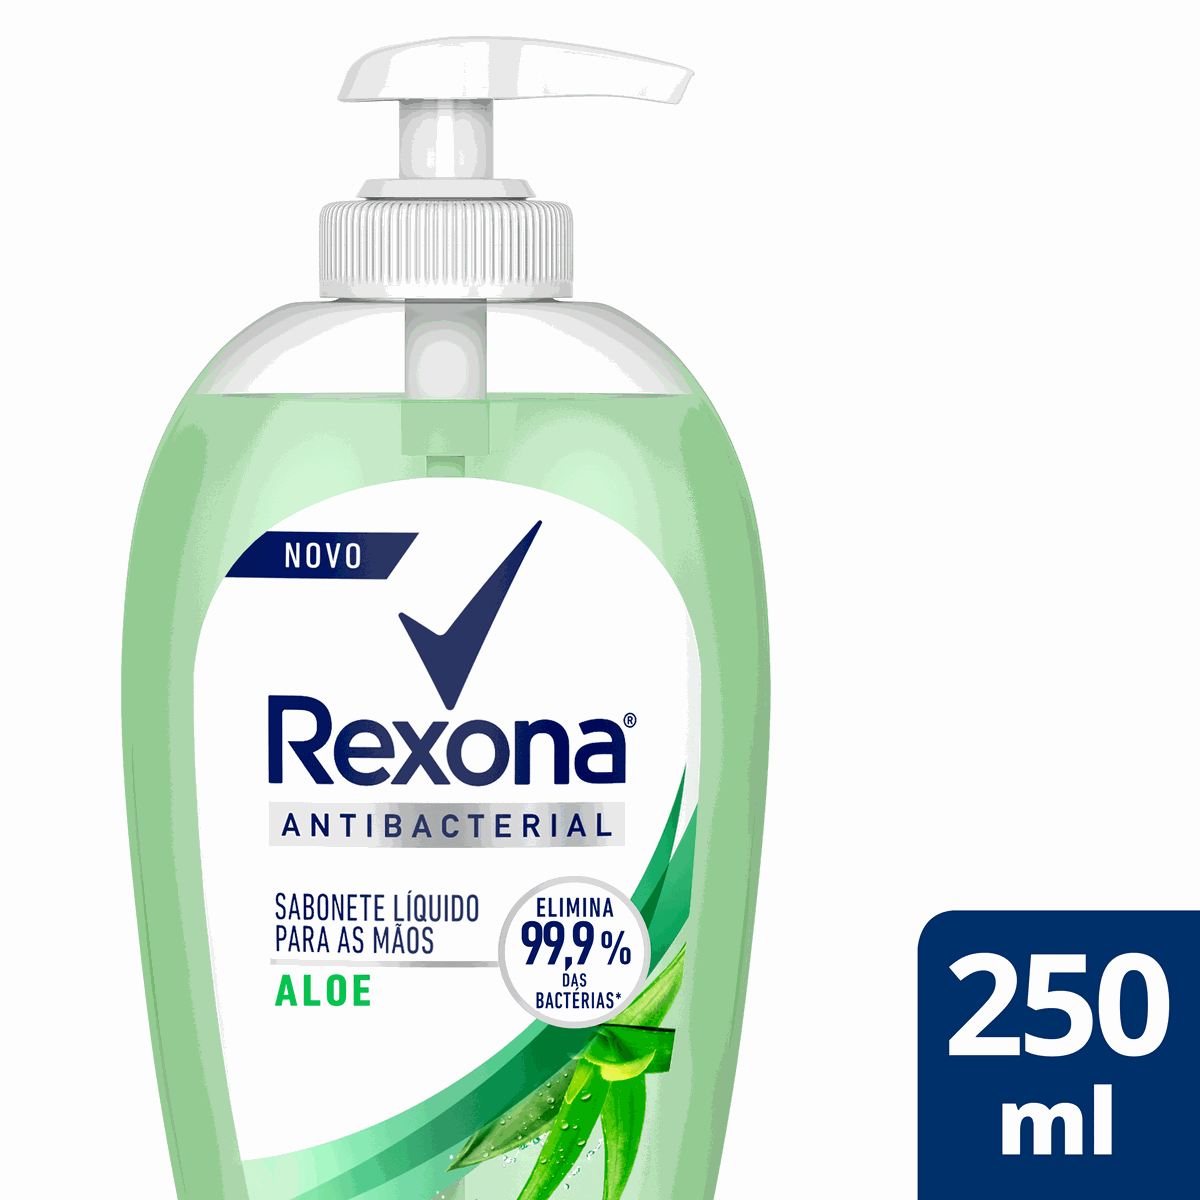 NOVO
Rexona®
ANTIBACTERIAL
SABONETE LÍQUIDO
PARA AS MÃOS
ALOE
ELIMINA
99,9%
DAS
BACTÉRIAS*
250
ml